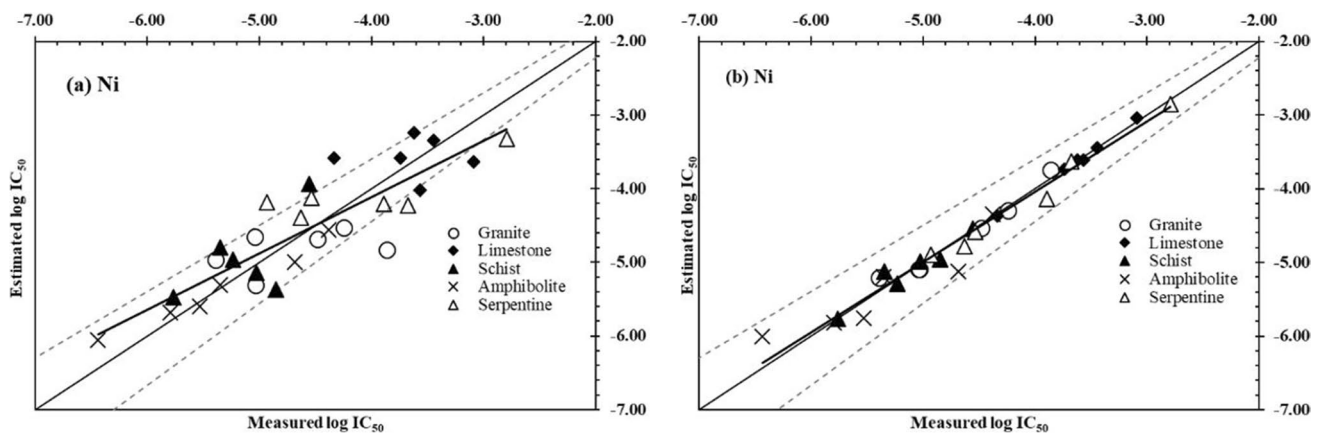 -7.00 -6.00 -5.00 -4.00 -3.00 -2.00
-2.00
(a) Ni
-3.00
Estimated log IC50
-4.00
Granite
Limestone
-5.00
Schist
Amphibolite
Serpentine
-6.00
-7.00
Measured log IC50
-7.00 -6.00 -5.00 -4.00 -3.00 -2.00
-2.00
(b) Ni
-3.00
Estimated log IC50
-4.00
Granite
Limestone
-5.00
Schist
Amphibolite
Serpentine
-6.00
-7.00
Measured log IC50